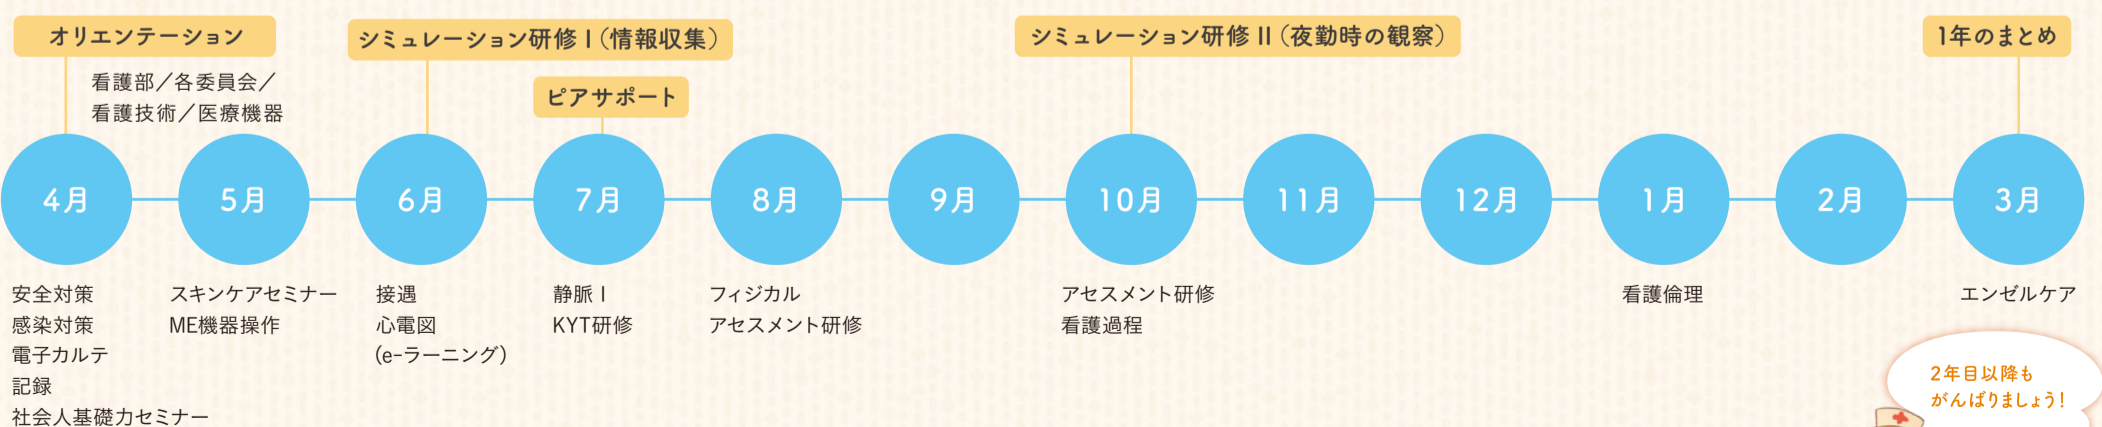 オリエンテーション
看護部／各委員会／
看護技術／医療機器
シミュレーション研修Ⅰ（情報収集）
ピアサポート
シミュレーション研修Ⅱ（夜勤時の観察）
1年のまとめ
4月
5月
6月
7月
8月
9月
10月
11月
12月
1月
2月
3月
安全対策
感染対策
電子カルテ
記録
社会人基礎力セミナー
スキンケアセミナー
ME機器操作
接遇
心電図
(e-ラーニング)
静脈Ⅰ
KYT研修
フィジカル
アセスメント研修
アセスメント研修
看護過程
看護倫理
エンゼルケア
2年目以降も
がんばりましょう！